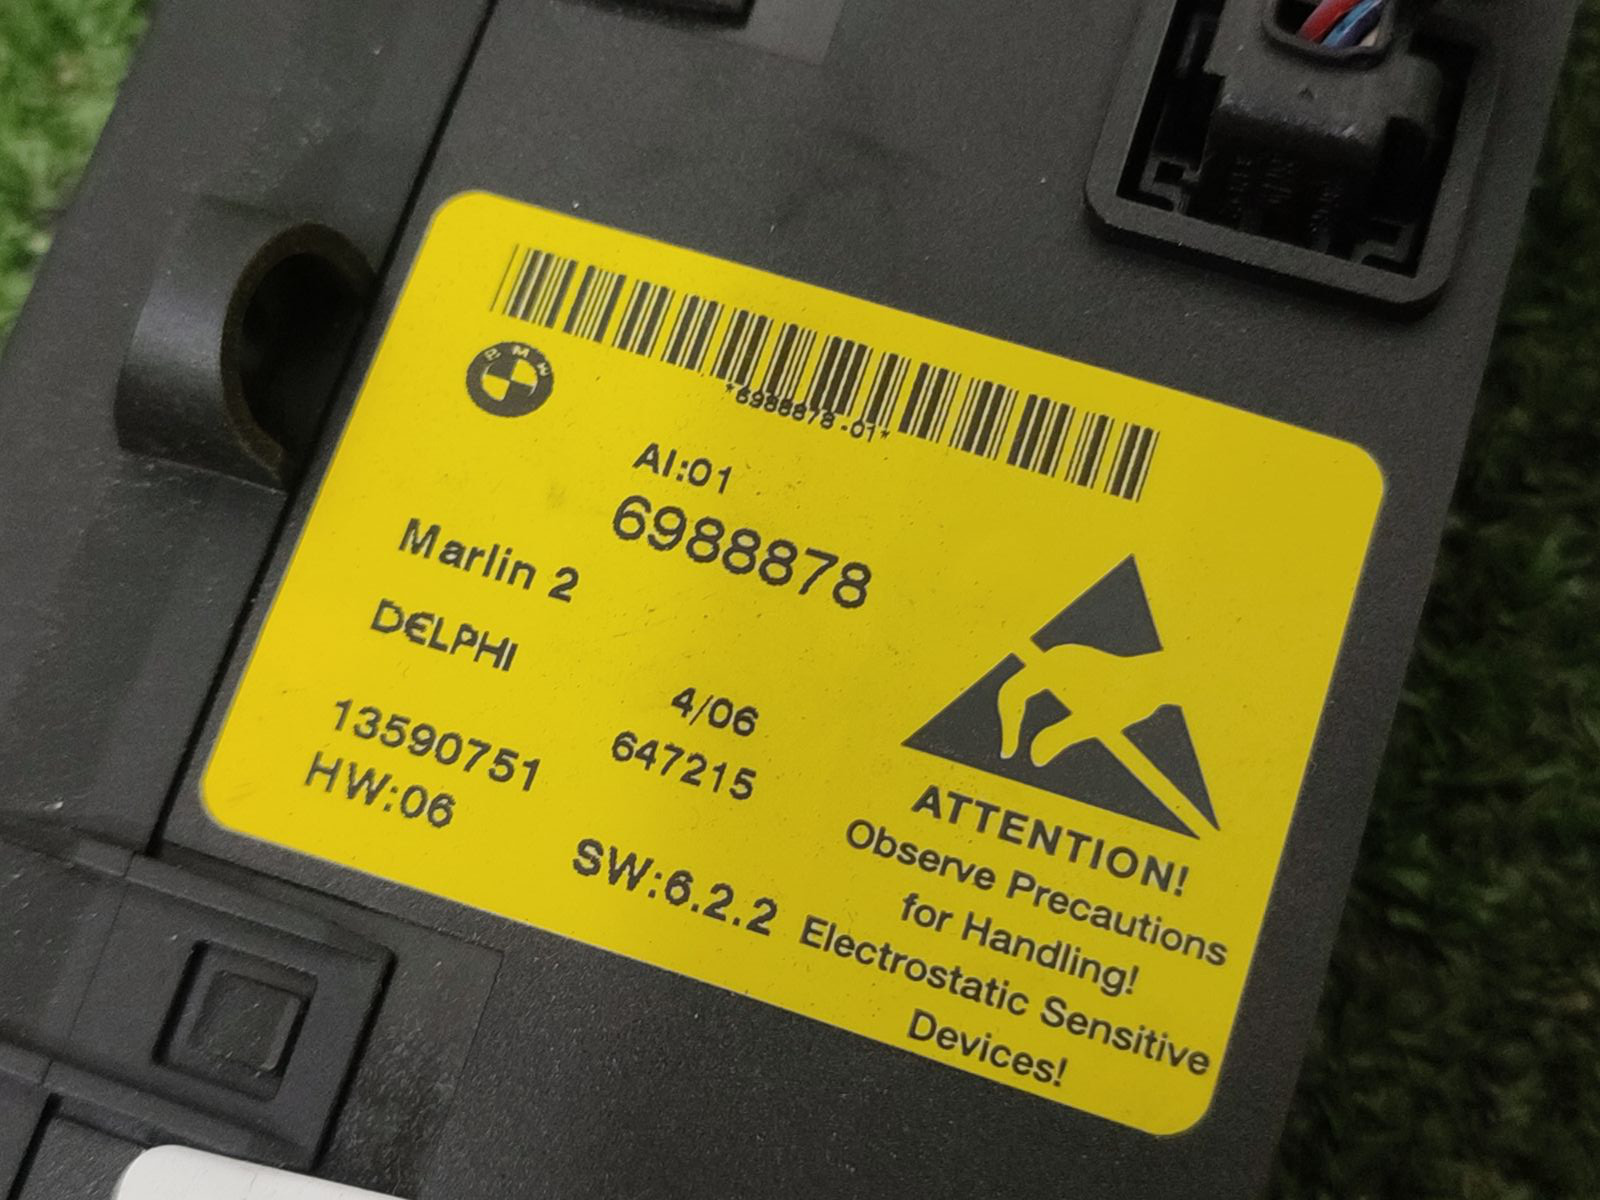 *6988878-01*
BMW
AI:01
6988878
Marlin 2
DELPHI
4/06
13590751
647215
HW:06
SW:6.2.2
ATTENTION!
Observe Precautions
for Handling!
Electrostatic Sensitive
Devices!